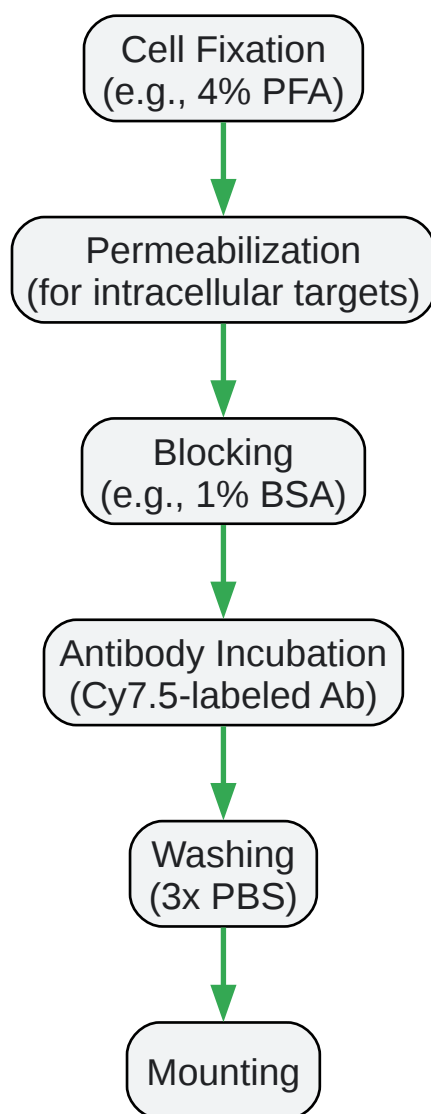 Cell Fixation
(e.g., 4% PFA)
Permeabilization
(for intracellular targets)
Blocking
(e.g., 1% BSA)
Antibody Incubation
(Cy7.5-labeled Ab)
Washing
(3x PBS)
Mounting